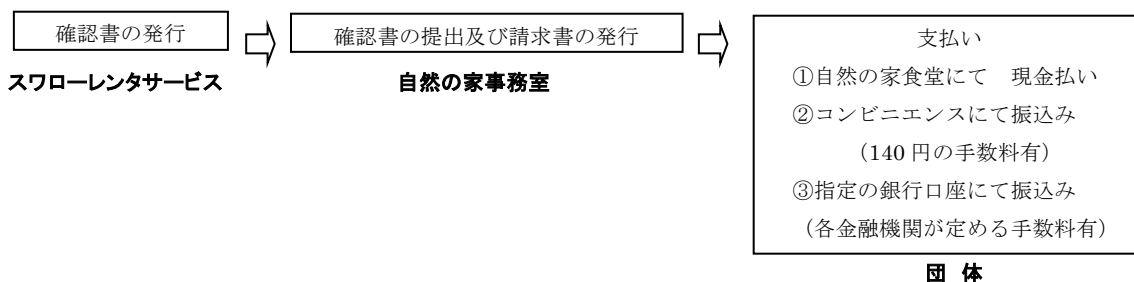 確認書の発行
スワローレンタサービス
確認書の提出及び請求書の発行
自然の家事務室
支払い
①自然の家食堂にて　現金払い
②コンビニエンスにて振込み
（140 円の手数料有）
③指定の銀行口座にて振込み
（各金融機関が定める手数料有）
団 体